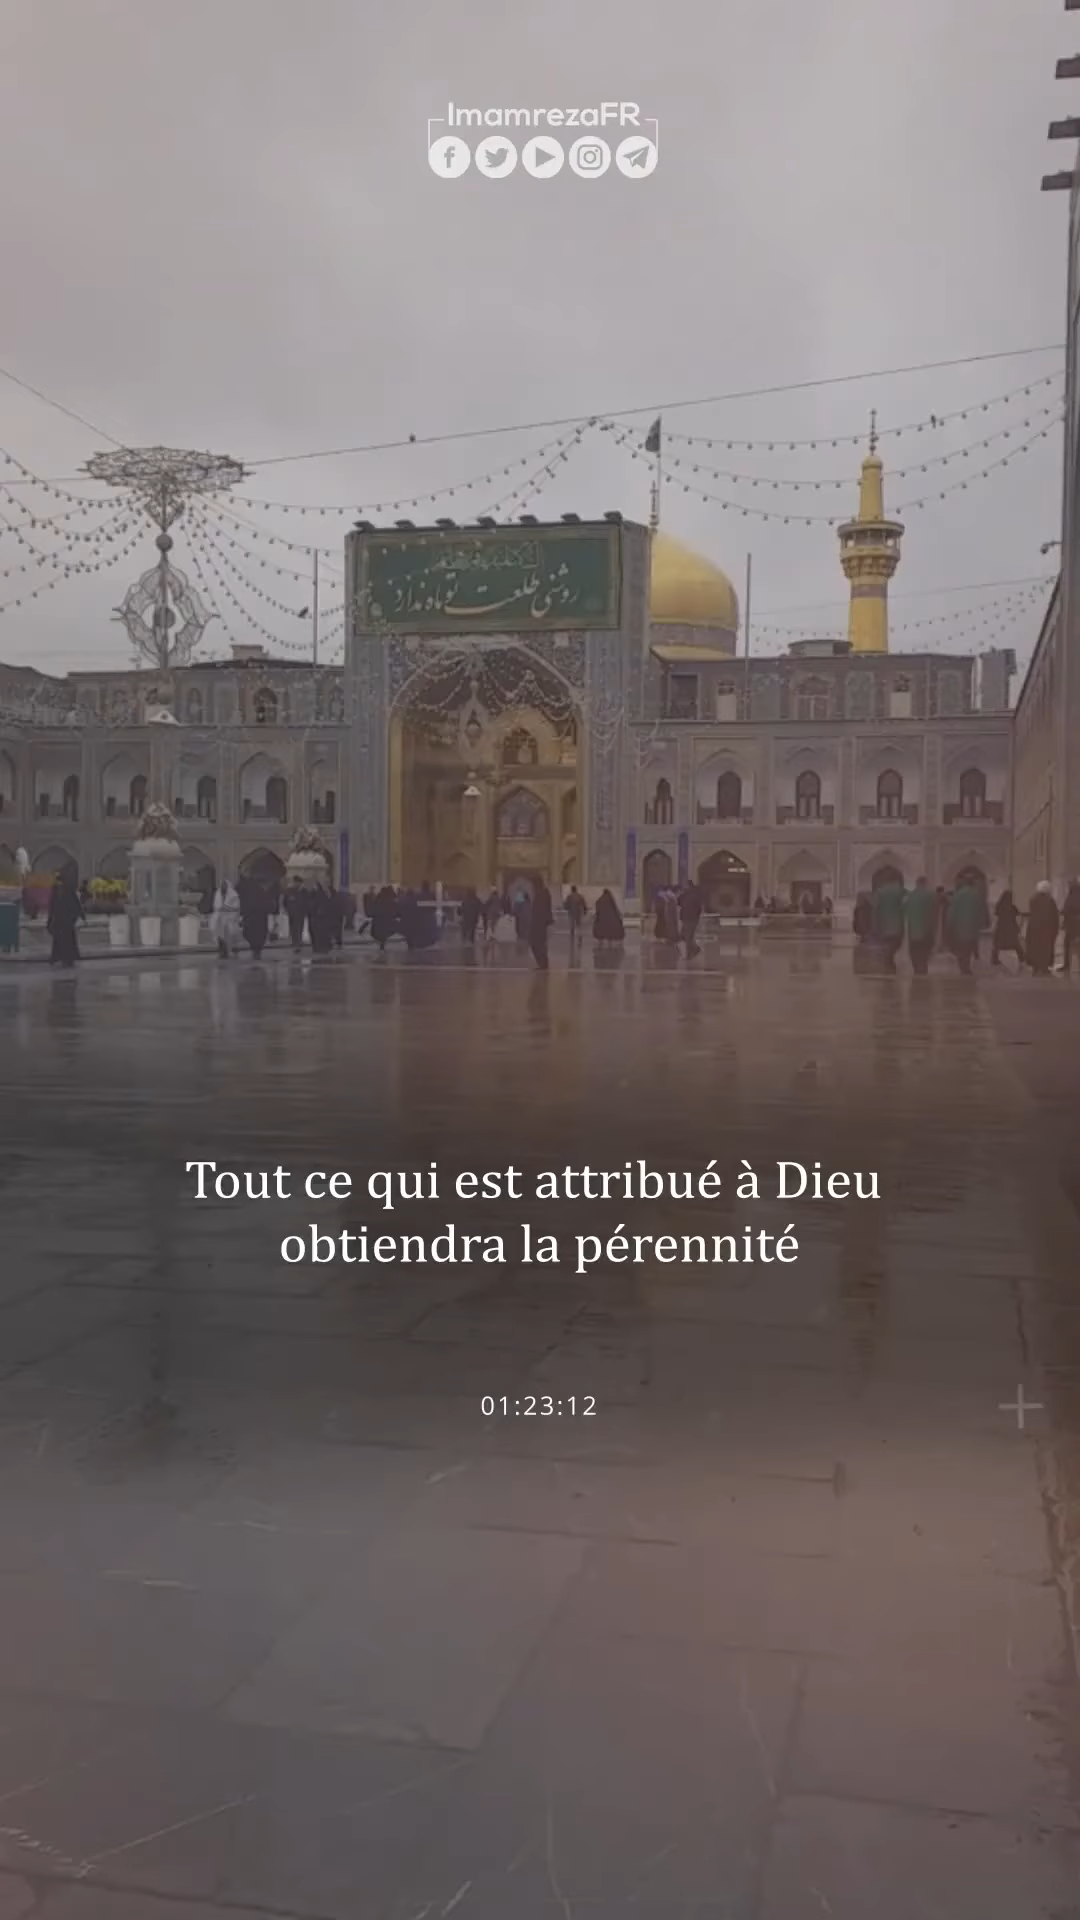 ImamrezaFR
روشنی طلعت تو ماه ندارد
Tout ce qui est attribué à Dieu
obtiendra la pérennité
01:23:12